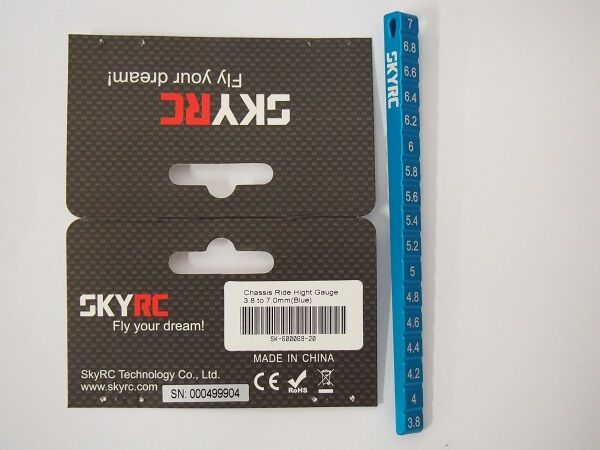 Fly your dream!
SKYRC
SKYRC
Fly your dream!
SkyRC Technology Co., Ltd.
www.skyrc.com
SN: 000499904
Chassis Ride Hight Gauge
3.8 to 7.0mm(Blue)
SK-600069-20
MADE IN CHINA
CE
RoHS
SKYRC
7
6.8
6.6
6.4
6.2
6
5.8
5.6
5.4
5.2
5
4.8
4.6
4.4
4.2
4
3.8